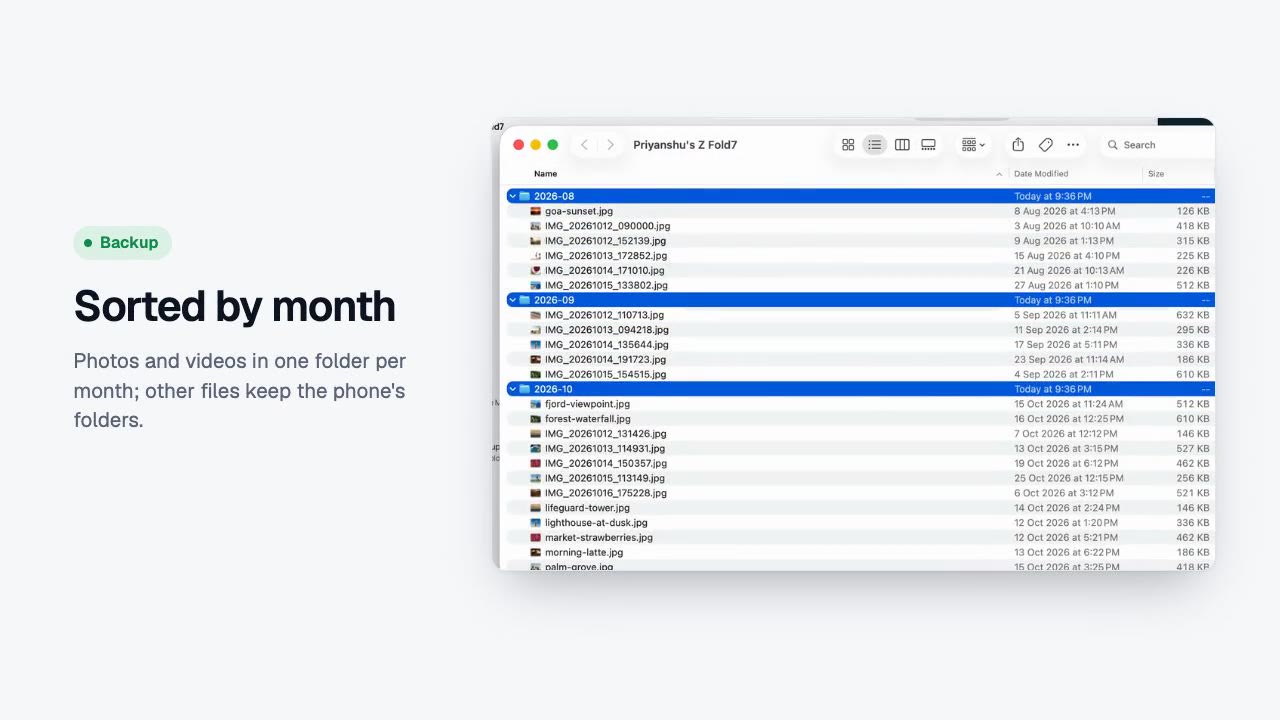 Backup
Sorted by month
Photos and videos in one folder per
month; other files keep the phone's
folders.
d7
Priyanshu's Z Fold7
Search
Name Date Modified Size
2026-08 Today at 9:36 PM --
goa-sunset.jpg 8 Aug 2026 at 4:13 PM 126 KB
IMG_20261012_090000.jpg 3 Aug 2026 at 10:10 AM 418 KB
IMG_20261012_152139.jpg 9 Aug 2026 at 1:13 PM 315 KB
IMG_20261013_172852.jpg 15 Aug 2026 at 4:10 PM 225 KB
IMG_20261014_171010.jpg 21 Aug 2026 at 10:13 AM 226 KB
IMG_20261015_133802.jpg 27 Aug 2026 at 1:10 PM 512 KB
2026-09 Today at 9:36 PM --
IMG_20261012_110713.jpg 5 Sep 2026 at 11:11 AM 632 KB
IMG_20261013_094218.jpg 11 Sep 2026 at 2:14 PM 295 KB
IMG_20261014_135644.jpg 17 Sep 2026 at 5:11 PM 336 KB
IMG_20261014_191723.jpg 23 Sep 2026 at 11:14 AM 186 KB
IMG_20261015_154515.jpg 4 Sep 2026 at 2:11 PM 610 KB
2026-10 Today at 9:36 PM --
fjord-viewpoint.jpg 15 Oct 2026 at 11:24 AM 512 KB
forest-waterfall.jpg 16 Oct 2026 at 12:25 PM 610 KB
IMG_20261012_131426.jpg 7 Oct 2026 at 12:12 PM 146 KB
IMG_20261013_114931.jpg 13 Oct 2026 at 3:15 PM 527 KB
IMG_20261014_150357.jpg 19 Oct 2026 at 6:12 PM 462 KB
IMG_20261015_113149.jpg 25 Oct 2026 at 12:15 PM 256 KB
IMG_20261016_175228.jpg 6 Oct 2026 at 3:12 PM 521 KB
lifeguard-tower.jpg 14 Oct 2026 at 2:24 PM 146 KB
lighthouse-at-dusk.jpg 12 Oct 2026 at 1:20 PM 336 KB
market-strawberries.jpg 12 Oct 2026 at 5:21 PM 462 KB
morning-latte.jpg 13 Oct 2026 at 6:22 PM 186 KB
palm-grove.jpg 15 Oct 2026 at 3:25 PM 418 KB